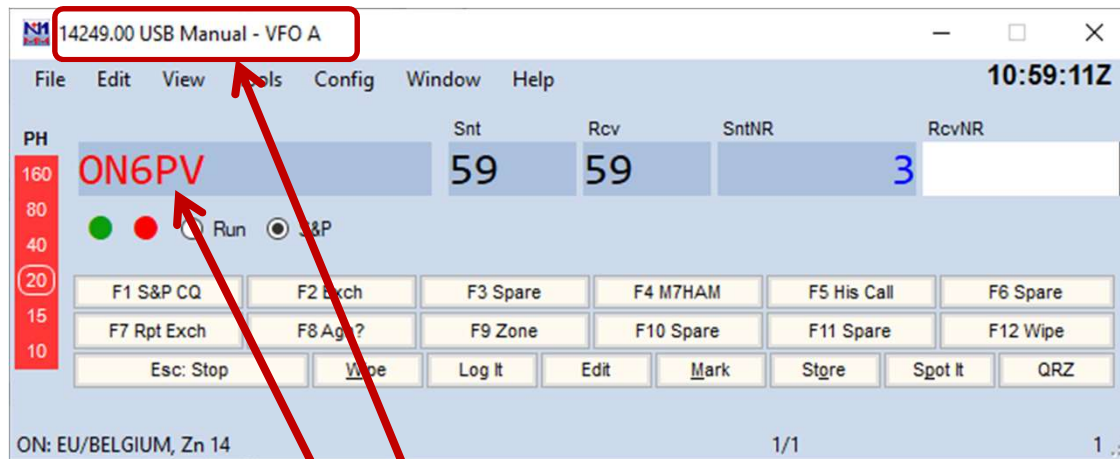 N1MM 14249.00 USB Manual - VFO A
File Edit View Tools Config Window Help 10:59:11Z
PH Snt Rcv SntNR RcvNR
160 ON6PV 59 59 3
80
Run S&P
40
20 F1 S&P CQ F2 Exch F3 Spare F4 M7HAM F5 His Call F6 Spare
15 F7 Rpt Exch F8 Agn? F9 Zone F10 Spare F11 Spare F12 Wipe
10 Esc: Stop Wipe Log It Edit Mark Store Spot It QRZ
ON: EU/BELGIUM, Zn 14 1/1 1